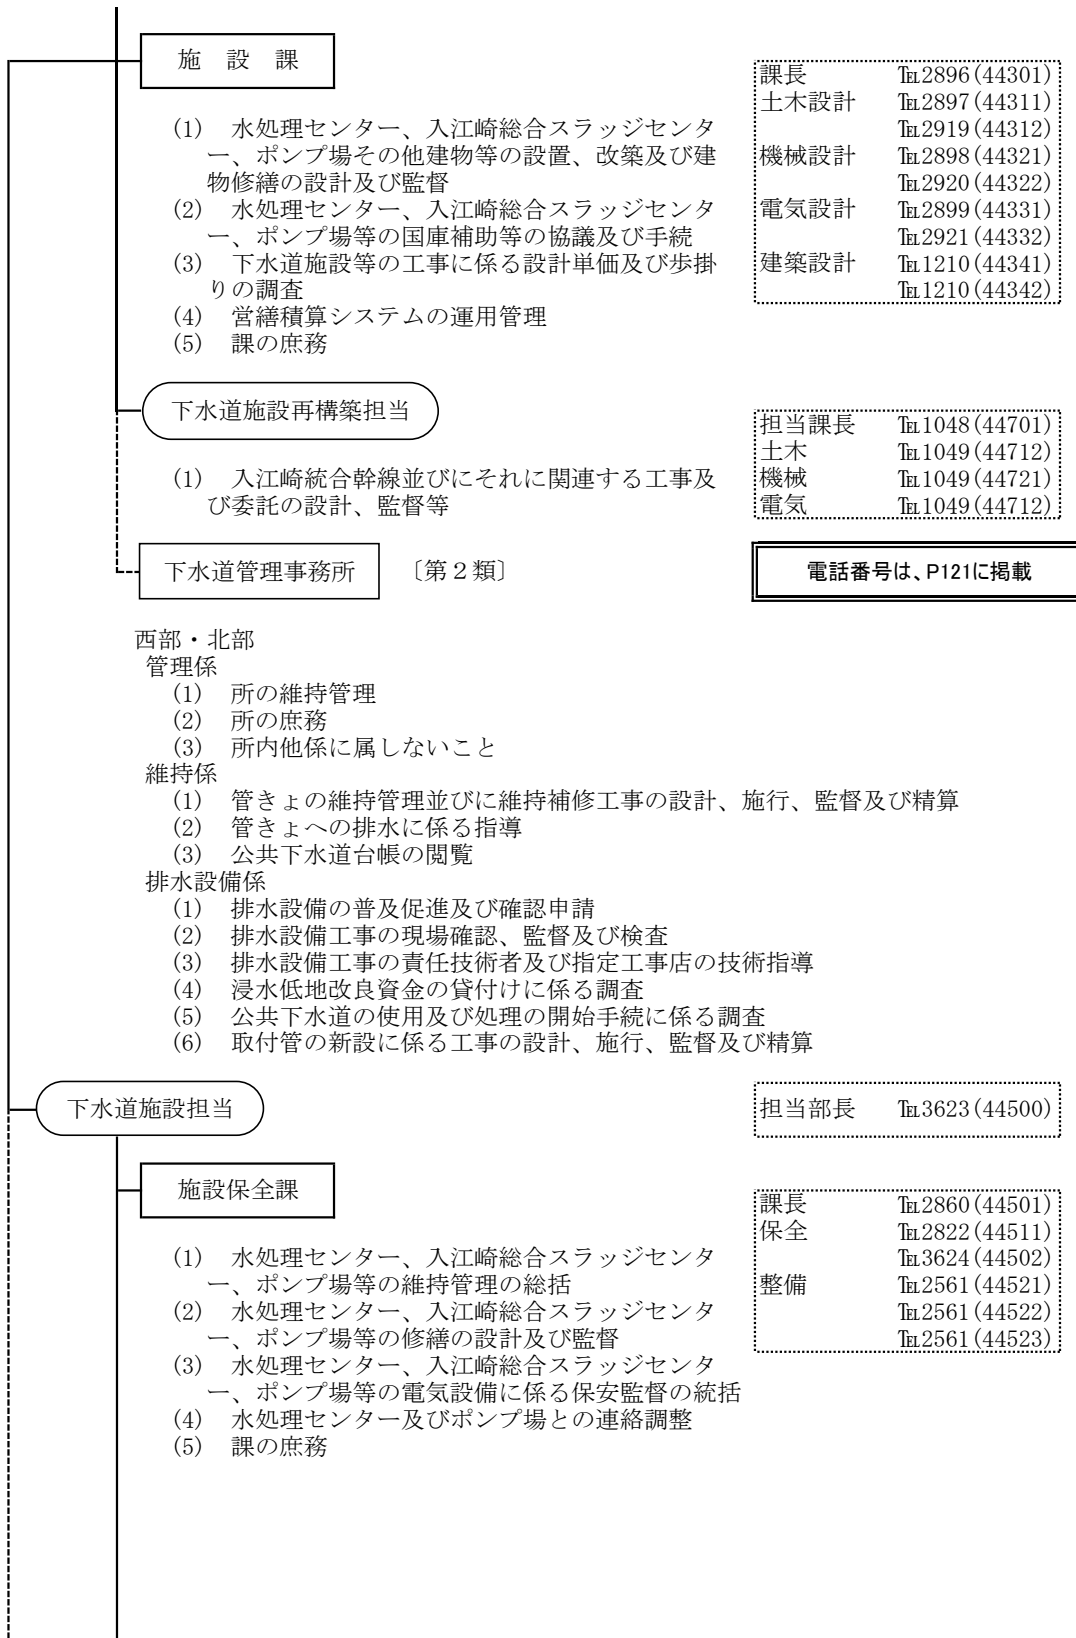 施　設　課
課長　℡2896(44301)
土木設計　℡2897(44311)
℡2919(44312)
機械設計　℡2898(44321)
℡2920(44322)
電気設計　℡2899(44331)
℡2921(44332)
建築設計　℡1210(44341)
℡1210(44342)
(1)　水処理センター、入江崎総合スラッジセンタ
ー、ポンプ場その他建物等の設置、改築及び建
物修繕の設計及び監督
(2)　水処理センター、入江崎総合スラッジセンタ
ー、ポンプ場等の国庫補助等の協議及び手続
(3)　下水道施設等の工事に係る設計単価及び歩掛
りの調査
(4)　営繕積算システムの運用管理
(5)　課の庶務
下水道施設再構築担当
担当課長　℡1048(44701)
土木　℡1049(44712)
機械　℡1049(44721)
電気　℡1049(44712)
(1)　入江崎統合幹線並びにそれに関連する工事及
び委託の設計、監督等
下水道管理事務所　〔第２類〕
電話番号は、P121に掲載
西部・北部
管理係
(1)　所の維持管理
(2)　所の庶務
(3)　所内他係に属しないこと
維持係
(1)　管きょの維持管理並びに維持補修工事の設計、施行、監督及び精算
(2)　管きょへの排水に係る指導
(3)　公共下水道台帳の閲覧
排水設備係
(1)　排水設備の普及促進及び確認申請
(2)　排水設備工事の現場確認、監督及び検査
(3)　排水設備工事の責任技術者及び指定工事店の技術指導
(4)　浸水低地改良資金の貸付けに係る調査
(5)　公共下水道の使用及び処理の開始手続に係る調査
(6)　取付管の新設に係る工事の設計、施行、監督及び精算
下水道施設担当
担当部長　℡3623(44500)
施設保全課
課長　℡2860(44501)
保全　℡2822(44511)
℡3624(44502)
整備　℡2561(44521)
℡2561(44522)
℡2561(44523)
(1)　水処理センター、入江崎総合スラッジセンタ
ー、ポンプ場等の維持管理の総括
(2)　水処理センター、入江崎総合スラッジセンタ
ー、ポンプ場等の修繕の設計及び監督
(3)　水処理センター、入江崎総合スラッジセンタ
ー、ポンプ場等の電気設備に係る保安監督の統括
(4)　水処理センター及びポンプ場との連絡調整
(5)　課の庶務